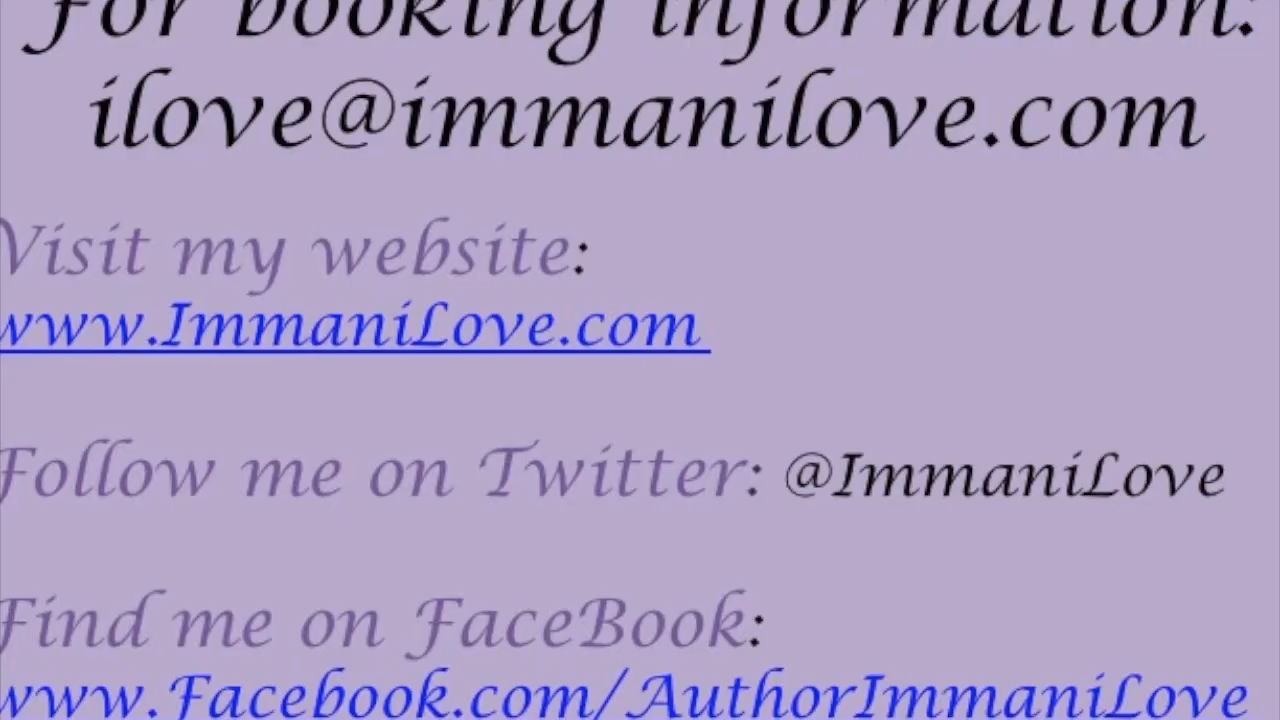 For booking information:
ilove@immanilove.com
Visit my website:
www.ImmaniLove.com
Follow me on Twitter: @ImmaniLove
Find me on FaceBook:
www.Facebook.com/AuthorImmaniLove